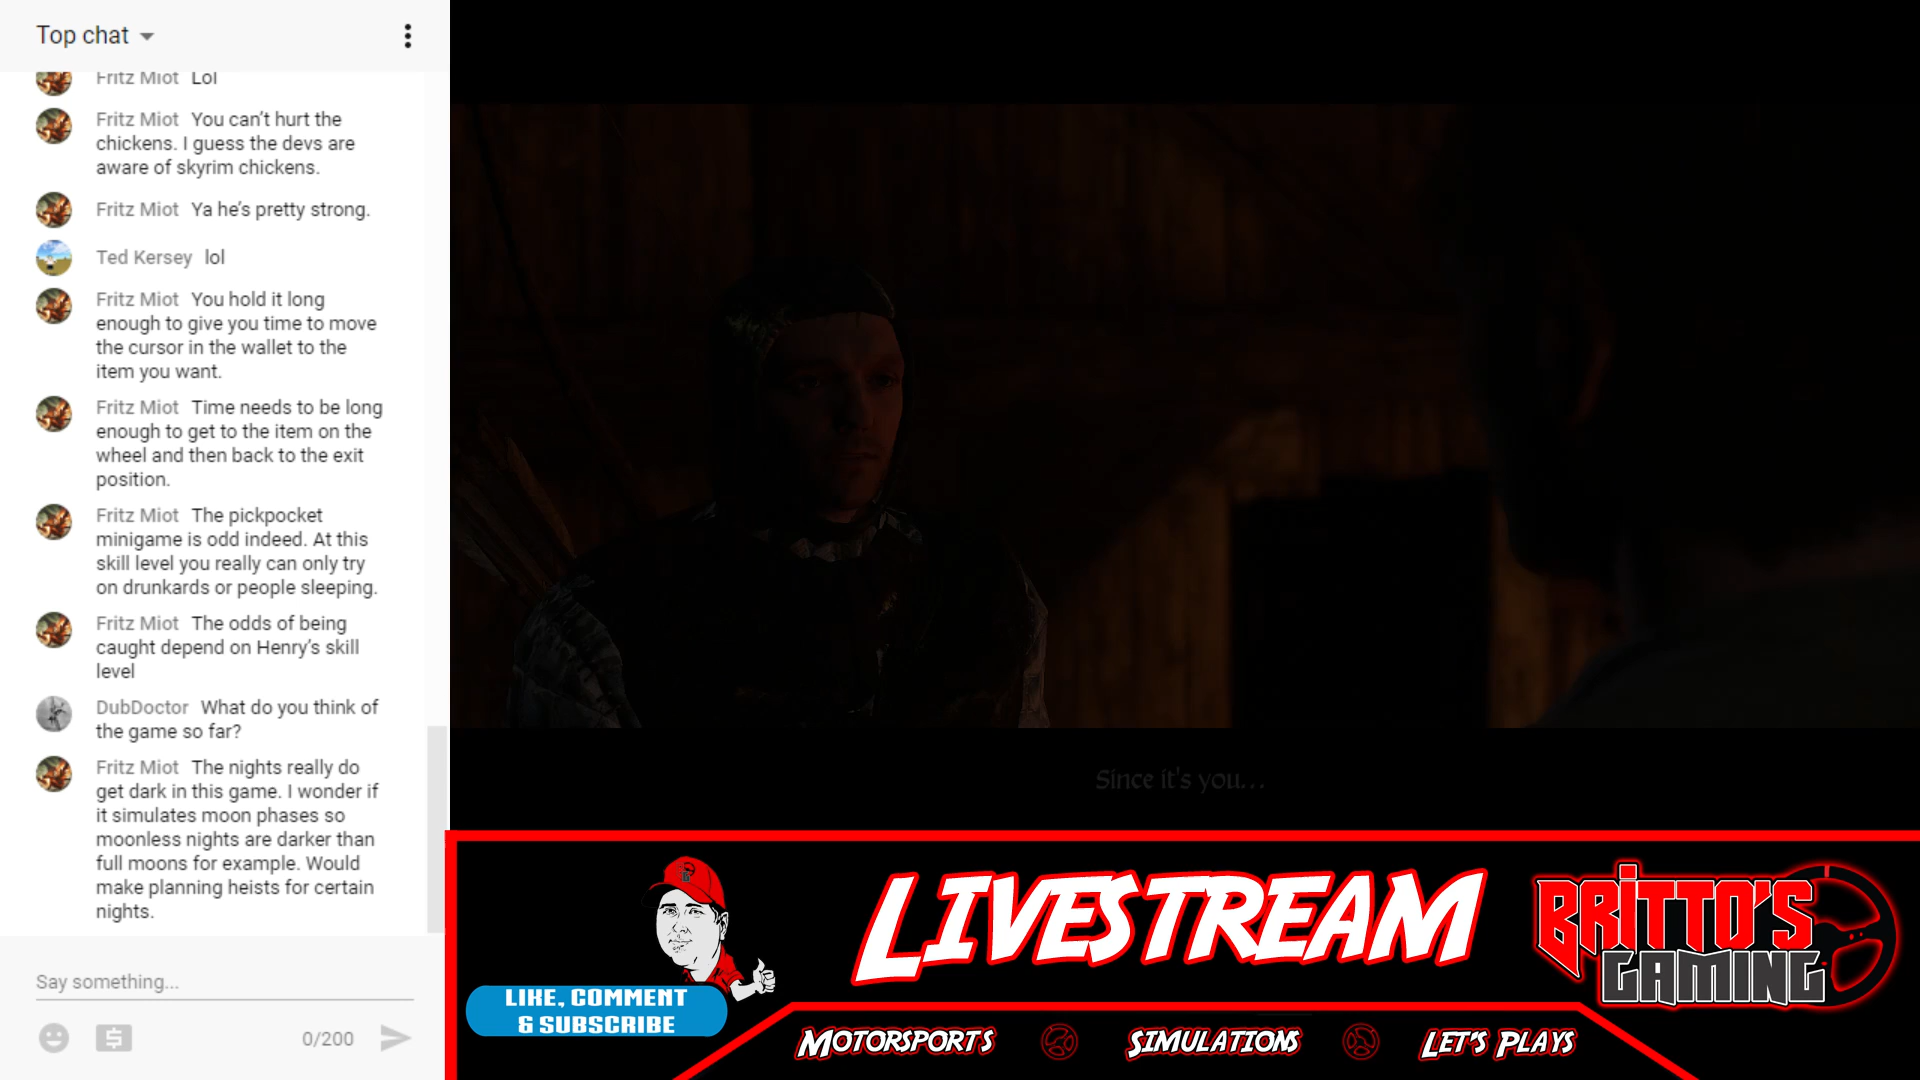 Top chat
Fritz Miot Lol
Fritz Miot You can’t hurt the
chickens. I guess the devs are
aware of skyrim chickens.
Fritz Miot Ya he’s pretty strong.
Ted Kersey lol
Fritz Miot You hold it long
enough to give you time to move
the cursor in the wallet to the
item you want.
Fritz Miot Time needs to be long
enough to get to the item on the
wheel and then back to the exit
position.
Fritz Miot The pickpocket
minigame is odd indeed. At this
skill level you really can only try
on drunkards or people sleeping.
Fritz Miot The odds of being
caught depend on Henry’s skill
level
DubDoctor What do you think of
the game so far?
Fritz Miot The nights really do
get dark in this game. I wonder if
it simulates moon phases so
moonless nights are darker than
full moons for example. Would
make planning heists for certain
nights.
Say something...
0/200
Since it's you...
LIKE, COMMENT
& SUBSCRIBE
LIVESTREAM
BRITTO'S
GAMING
MOTORSPORTS
SIMULATIONS
LET'S PLAYS